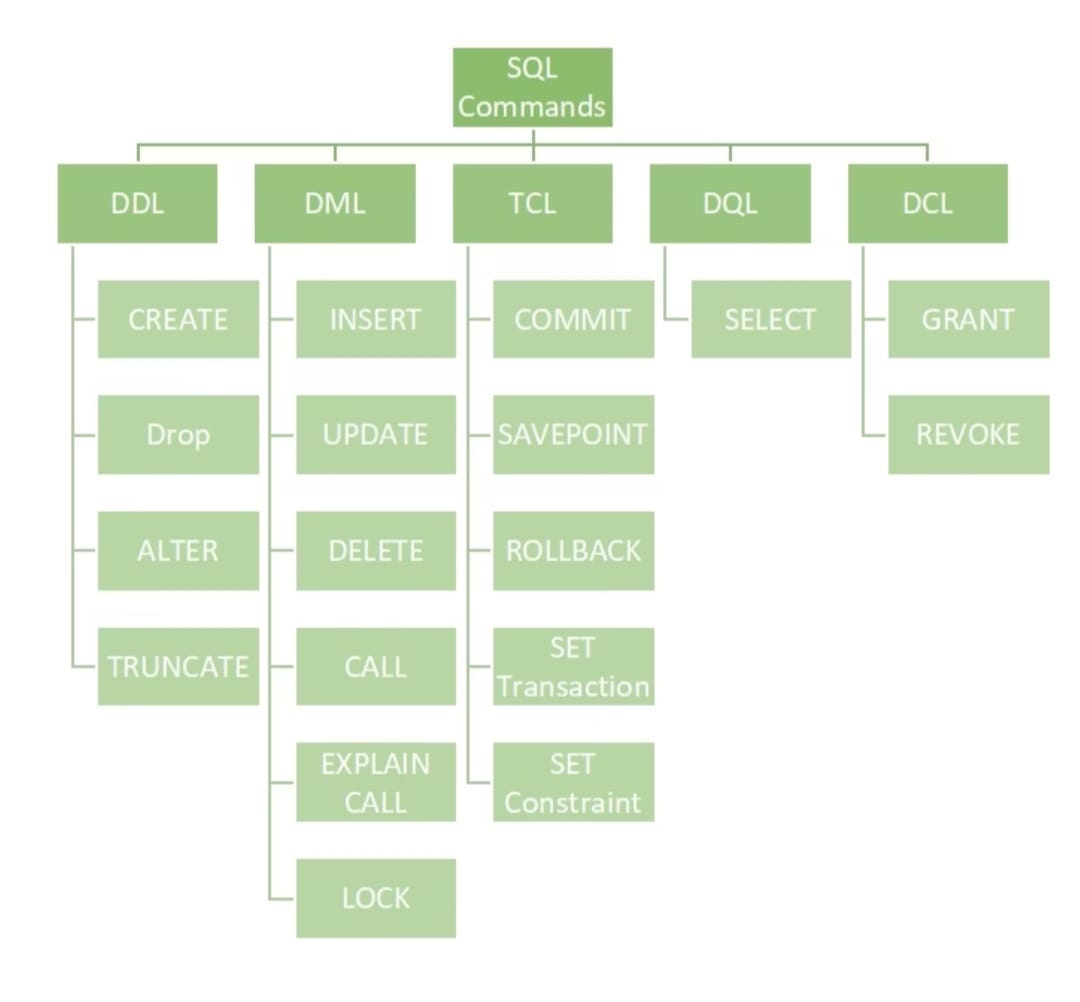 SQL
Commands
DDL
DML
TCL
DQL
DCL
CREATE
Drop
ALTER
TRUNCATE
INSERT
UPDATE
DELETE
CALL
EXPLAIN
CALL
LOCK
COMMIT
SAVEPOINT
ROLLBACK
SET
Transaction
SET
Constraint
SELECT
GRANT
REVOKE